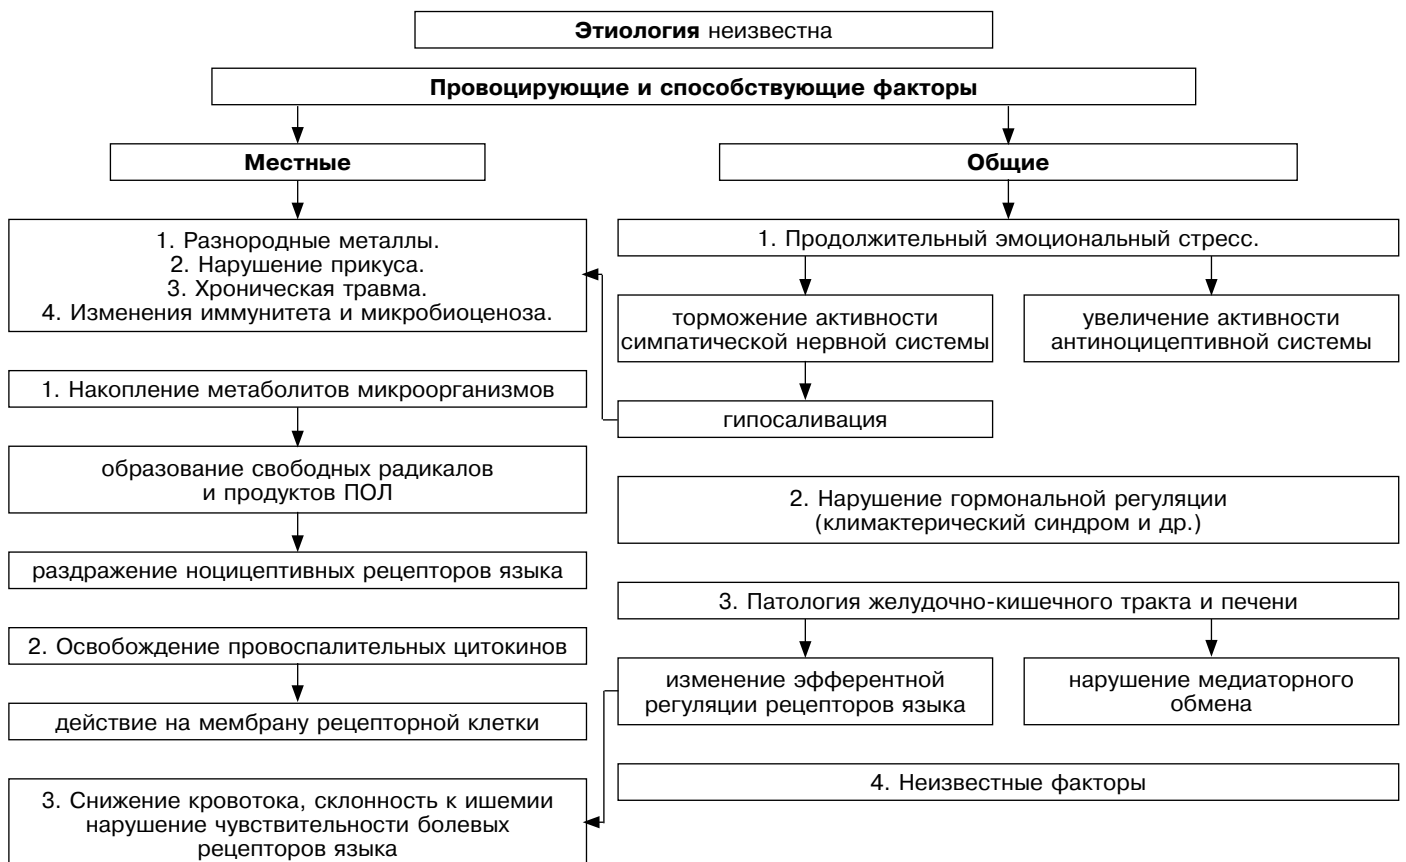 Этиология неизвестна
Провоцирующие и способствующие факторы
Местные
1. Разнородные металлы.
2. Нарушение прикуса.
3. Хроническая травма.
4. Изменения иммунитета и микробиоценоза.
1. Накопление метаболитов микроорганизмов
образование свободных радикалов
и продуктов ПОЛ
раздражение ноцицептивных рецепторов языка
2. Освобождение провоспалительных цитокинов
действие на мембрану рецепторной клетки
3. Снижение кровотока, склонность к ишемии
нарушение чувствительности болевых
рецепторов языка
Общие
1. Продолжительный эмоциональный стресс.
торможение активности
симпатической нервной системы
увеличение активности
антиноцицептивной системы
гипосаливация
2. Нарушение гормональной регуляции
(климактерический синдром и др.)
3. Патология желудочно-кишечного тракта и печени
изменение эфферентной
регуляции рецепторов языка
нарушение медиаторного
обмена
4. Неизвестные факторы